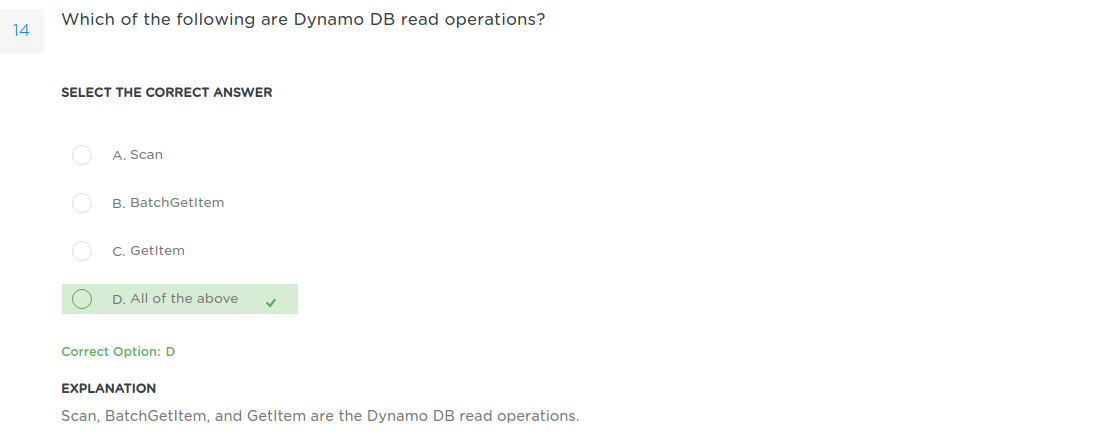 14
Which of the following are Dynamo DB read operations?
SELECT THE CORRECT ANSWER
A. Scan
B. BatchGetItem
C. GetItem
D. All of the above
Correct Option: D
EXPLANATION
Scan, BatchGetItem, and GetItem are the Dynamo DB read operations.